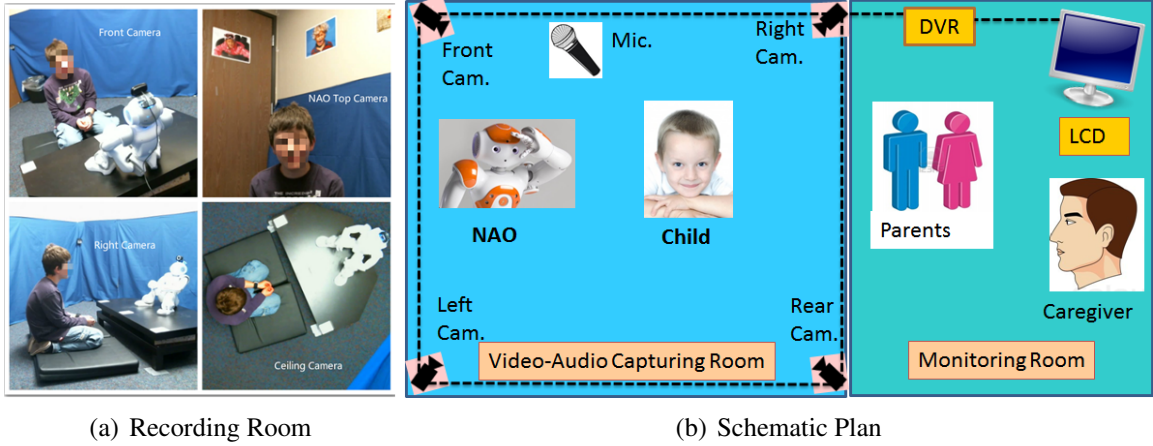 Front Camera
NAO Top Camera
Right Camera
Ceiling Camera
(a) Recording Room
Front
Cam.
Mic.
Right
Cam.
NAO
Child
Left
Cam.
Rear
Cam.
Video-Audio Capturing Room
DVR
LCD
Parents
Caregiver
Monitoring Room
(b) Schematic Plan